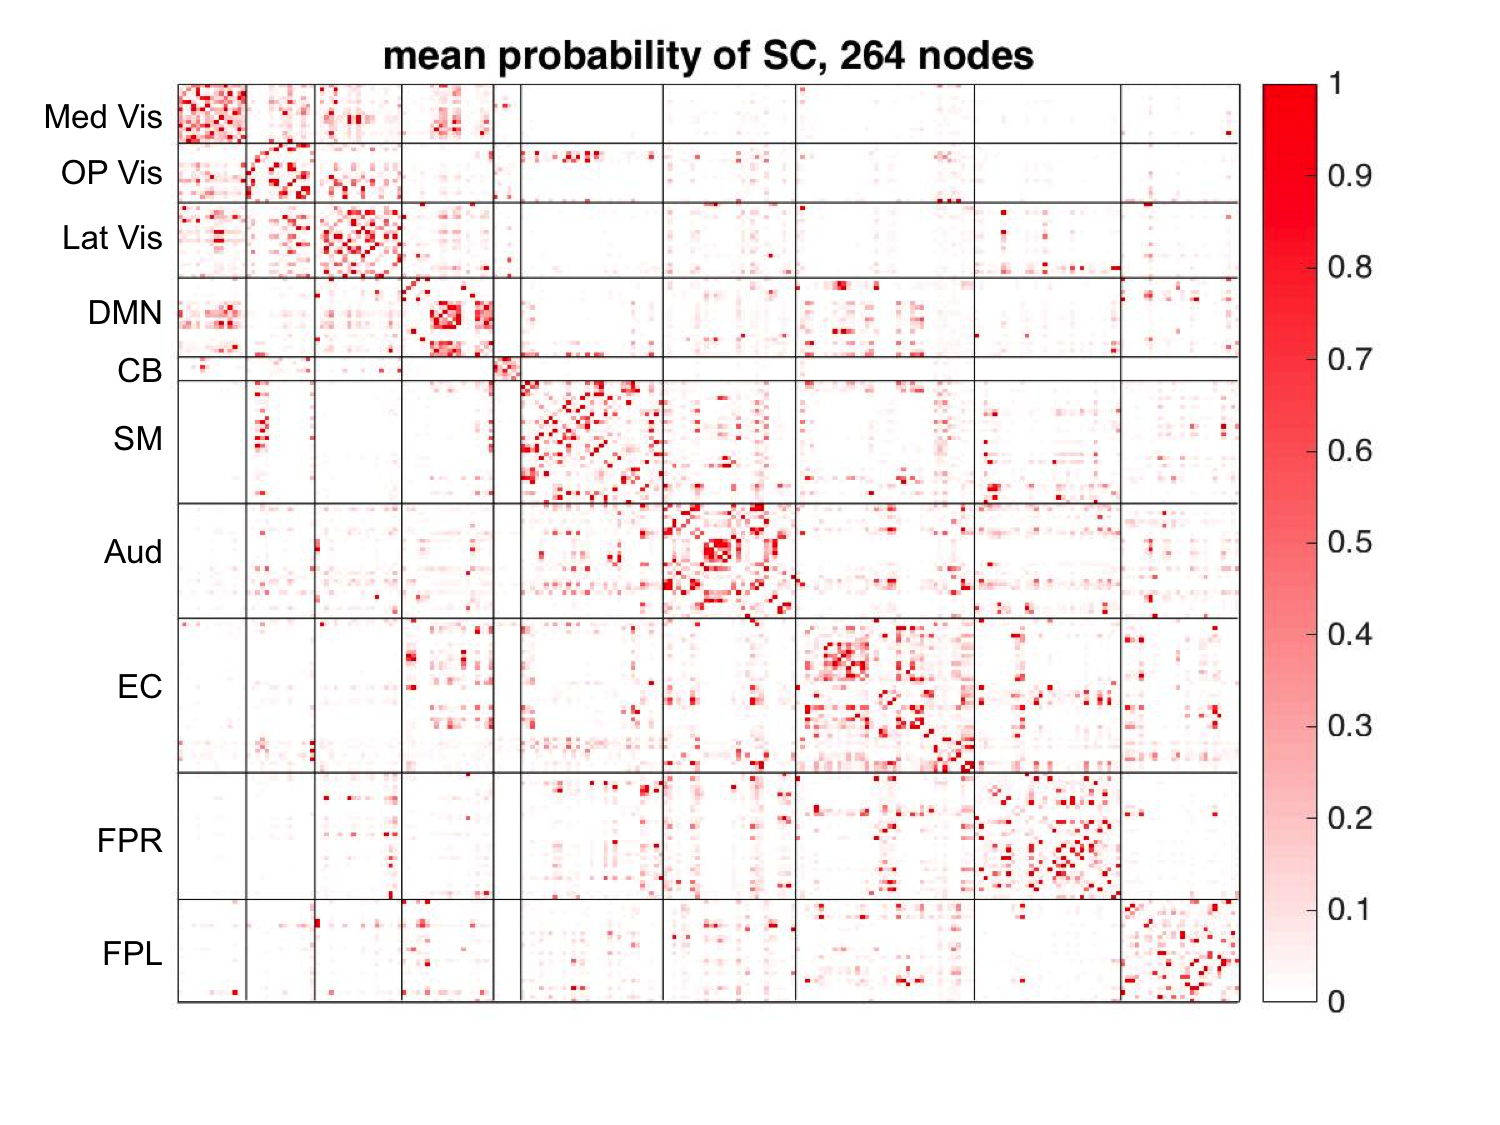 mean probability of SC, 264 nodes
Med Vis
OP Vis
Lat Vis
DMN
CB
SM
Aud
EC
FPR
FPL
1
0.9
0.8
0.7
0.6
0.5
0.4
0.3
0.2
0.1
0